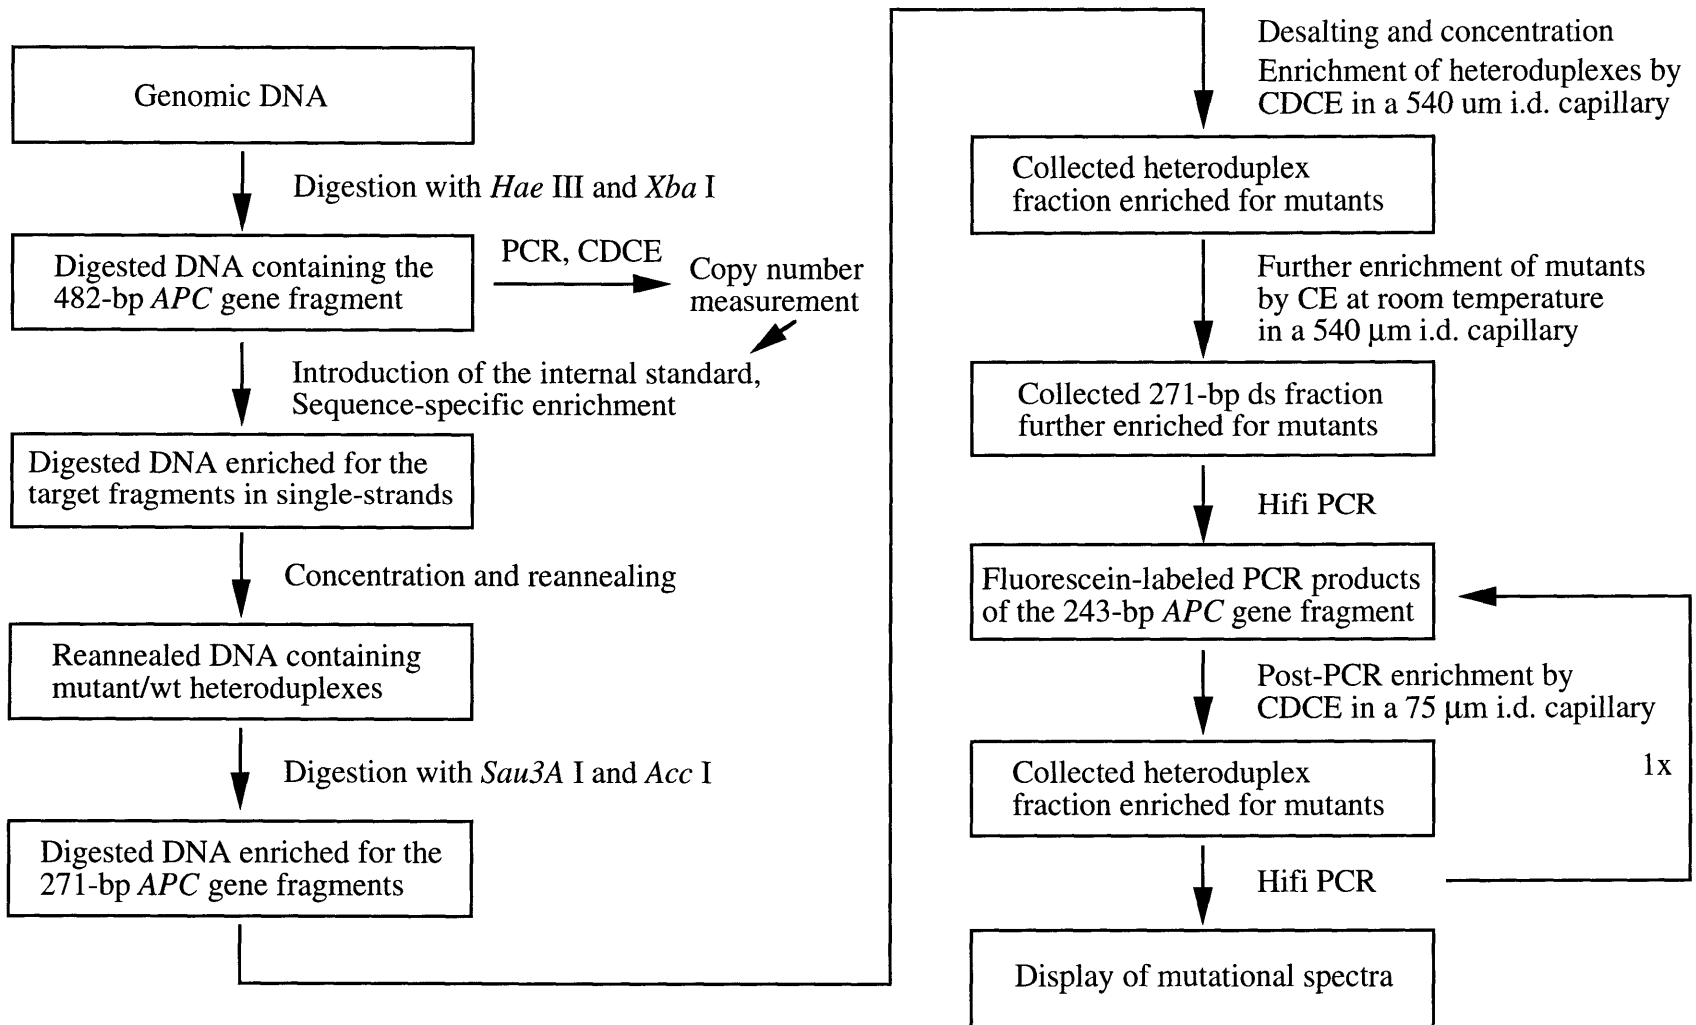 Genomic DNA
Digestion with Hae III and Xba I
Digested DNA containing the
482-bp APC gene fragment
PCR, CDCE
Copy number
measurement
Introduction of the internal standard,
Sequence-specific enrichment
Digested DNA enriched for the
target fragments in single-strands
Concentration and reannealing
Reannealed DNA containing
mutant/wt heteroduplexes
Digestion with Sau3A I and Acc I
Digested DNA enriched for the
271-bp APC gene fragments
Desalting and concentration
Enrichment of heteroduplexes by
CDCE in a 540 um i.d. capillary
Collected heteroduplex
fraction enriched for mutants
Further enrichment of mutants
by CE at room temperature
in a 540 μm i.d. capillary
Collected 271-bp ds fraction
further enriched for mutants
Hifi PCR
Fluorescein-labeled PCR products
of the 243-bp APC gene fragment
Post-PCR enrichment by
CDCE in a 75 μm i.d. capillary
1x
Collected heteroduplex
fraction enriched for mutants
Hifi PCR
Display of mutational spectra